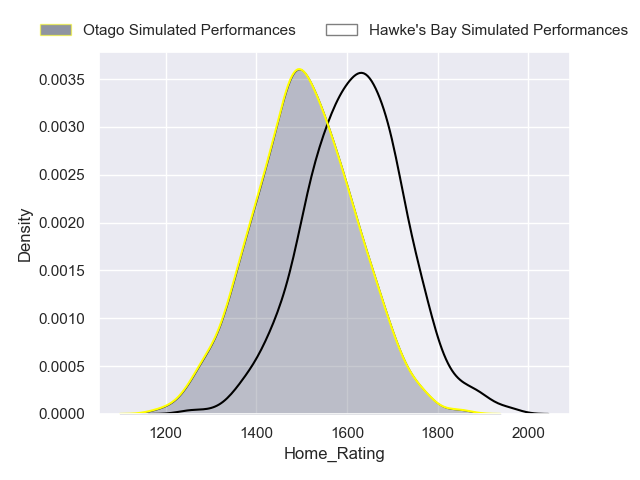 Otago Simulated Performances
Hawke's Bay Simulated Performances
0.0035
0.0030
0.0025
0.0020
0.0015
0.0010
0.0005
0.0000
Density
1200 1400 1600 1800 2000
Home_Rating